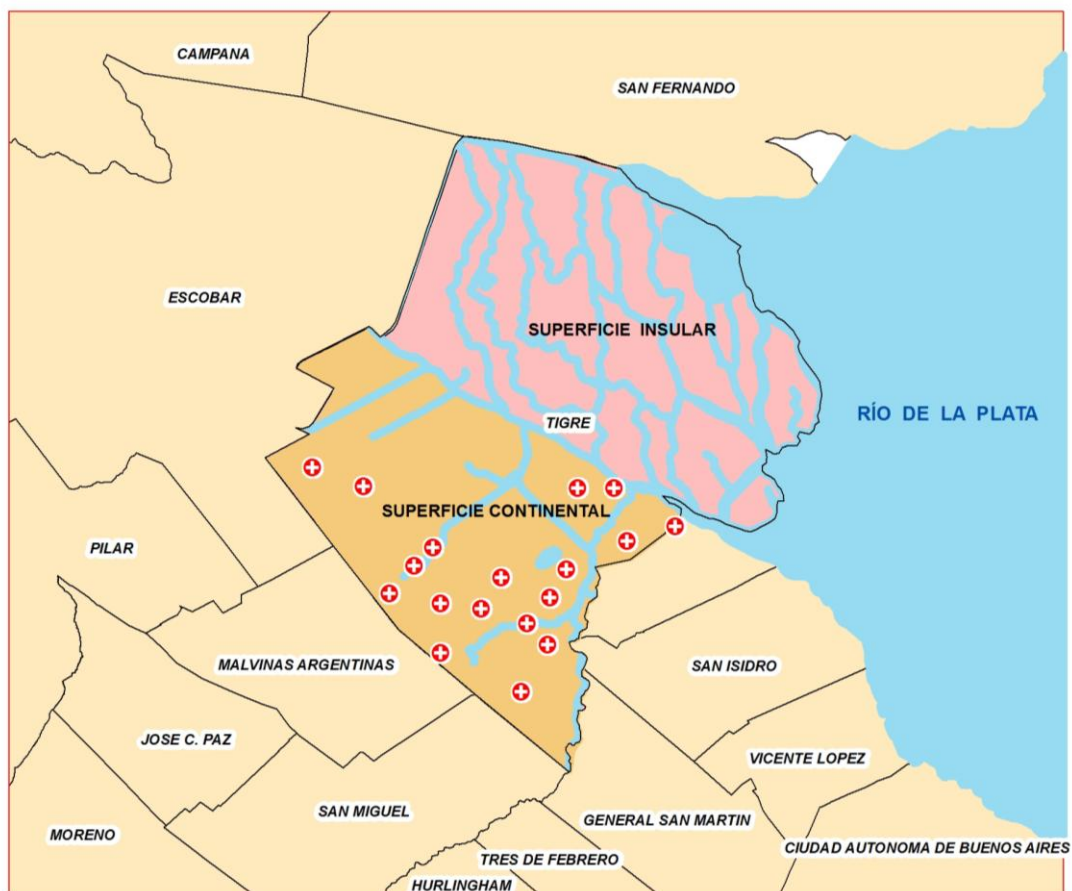 CAMPANA
SAN FERNANDO
ESCOBAR
SUPERFICIE INSULAR
RÍO DE LA PLATA
TIGRE
SUPERFICIE CONTINENTAL
PILAR
MALVINAS ARGENTINAS
SAN ISIDRO
JOSE C. PAZ
VICENTE LOPEZ
SAN MIGUEL
GENERAL SAN MARTIN
MORENO
CIUDAD AUTONOMA DE BUENOS AIRES
TRES DE FEBRERO
HURLINGHAM